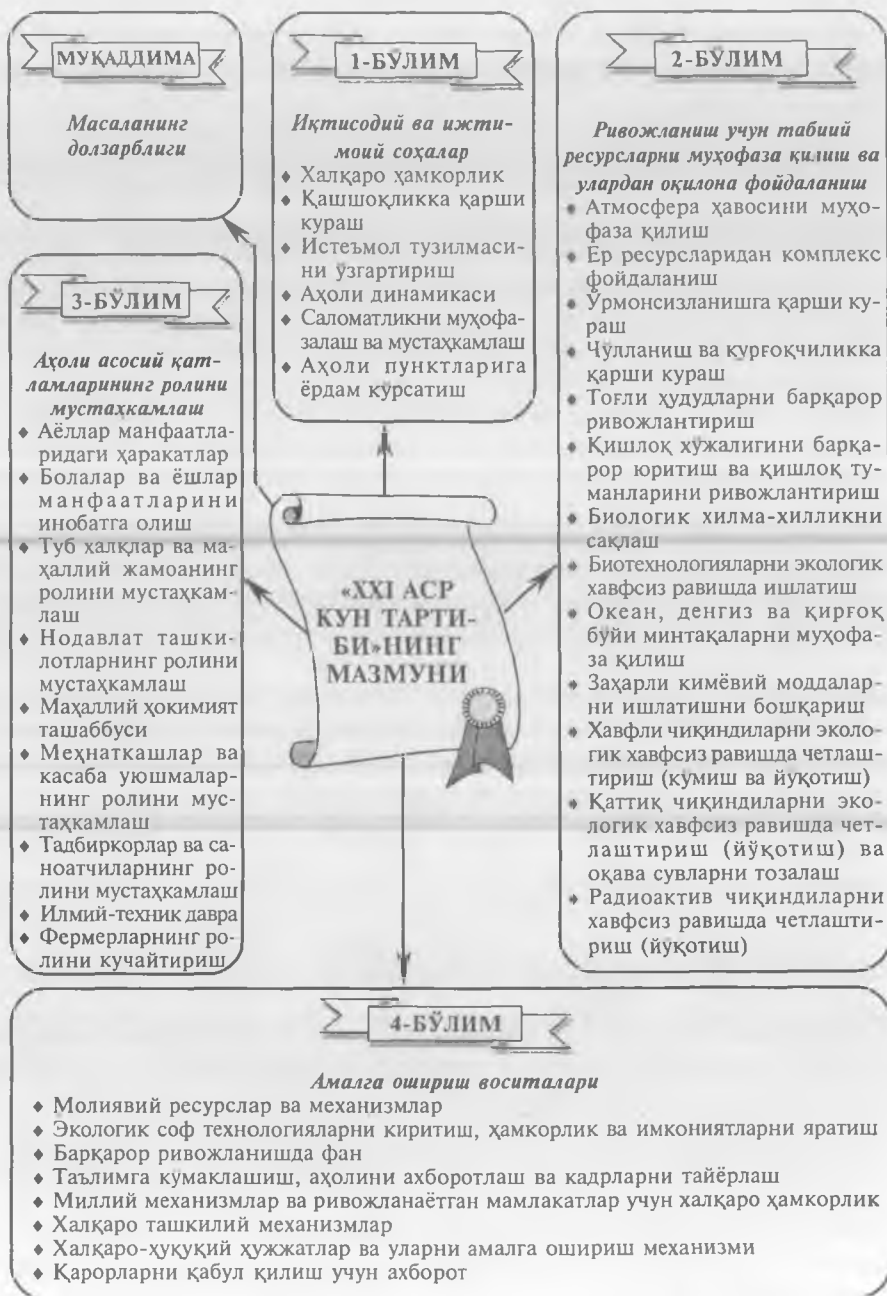 МУҚАДДИМА
Масаланинг
долзарблиги
1-БЎЛИМ
Иқтисодий ва ижти-
моий соҳалар
♦ Халқаро ҳамкорлик
♦ Қашшоқликка қарши
кураш
♦ Истеъмол тузилмаси-
ни ўзгартириш
♦ Аҳоли динамикаси
♦ Саломатликни муҳофа-
залаш ва мустаҳкамлаш
♦ Аҳоли пунктларига
ёрдам кўрсатиш
2-БЎЛИМ
Ривожланиш учун табиий
ресурсларни муҳофаза қилиш ва
улардан оқилона фойдаланиш
♦ Атмосфера ҳавосини муҳо-
фаза қилиш
♦ Ер ресурсларидан комплекс
фойдаланиш
♦ Урмонсизланишга қарши ку-
раш
♦ Чўлланиш ва қурғоқчиликка
қарши кураш
♦ Тоғли ҳудудларни барқарор
ривожлантириш
♦ Қишлоқ хўжалигини барқа-
рор юритиш ва қишлоқ ту-
манларини ривожлантириш
♦ Биологик хилма-хилликни
сақлаш
♦ Биотехнологияларни экологик
хавфсиз равишда ишлатиш
♦ Океан, денгиз ва қирғоқ
бўйи минтақаларни муҳофа-
за қилиш
♦ Заҳарли кимёвий моддалар-
ни ишлатишни бошқариш
♦ Хавфли чиқиндиларни эколо-
гик хавфсиз равишда четлаш-
тириш (кўмиш ва йўқотиш)
♦ Қаттиқ чиқиндиларни эко-
логик хавфсиз равишда чет-
лаштириш (йўқотиш) ва
оқава сувларни тозалаш
♦ Радиоактив чиқиндиларни
хавфсиз равишда четлашти-
риш (йўқотиш)
3-БЎЛИМ
Аҳоли асосий қат-
ламларининг ролини
мустаҳкамлаш
♦ Аёллар манфаатла-
ридаги ҳаракатлар
♦ Болалар ва ёшлар
манфаатларини
инобатга олиш
♦ Туб халқлар ва ма-
ҳаллий жамоанинг
ролини мустаҳкам-
лаш
♦ Нодавлат ташки-
лотларнинг ролини
мустаҳкамлаш
♦ Маҳаллий ҳокимият
ташаббуси
♦ Меҳнаткашлар ва
касаба уюшмалар-
нинг ролини мус-
таҳкамлаш
♦ Тадбиркорлар ва са-
ноатчиларнинг ро-
лини мустаҳкамлаш
♦ Илмий-техник давра
♦ Фермерларнинг ро-
лини кучайтириш
«XXI АСР
КУН ТАРТИ-
БИ»НИНГ
МАЗМУНИ
4-БЎЛИМ
Амалга ошириш воситалари
♦ Молиявий ресурслар ва механизмлар
♦ Экологик соф технологияларни киритиш, ҳамкорлик ва имкониятларни яратиш
♦ Барқарор ривожланишда фан
♦ Таълимга кўмаклашиш, аҳолини ахборотлаш ва кадрларни тайёрлаш
♦ Миллий механизмлар ва ривожланаётган мамлакатлар учун халқаро ҳамкорлик
♦ Халқаро ташкилий механизмлар
♦ Халқаро-ҳуқуқий ҳужжатлар ва уларни амалга ошириш механизми
♦ Қарорларни қабул қилиш учун ахборот